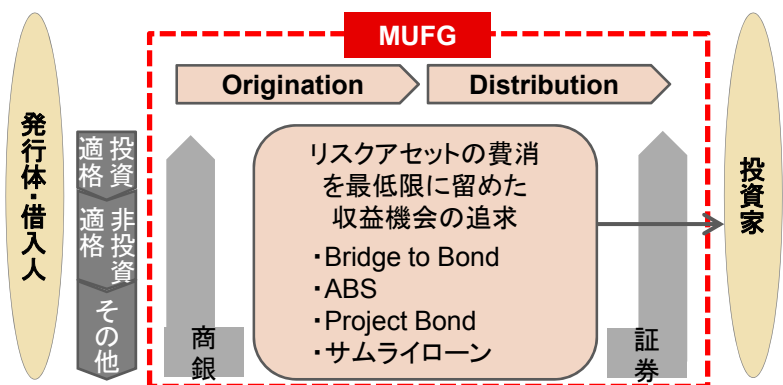 MUFG
Origination
Distribution
発行体・借入人
投資
適格
非投資
適格
その他
商
銀
リスクアセットの費消
を最低限に留めた
収益機会の追求
・Bridge to Bond
・ABS
・Project Bond
・サムライローン
証
券
投資家